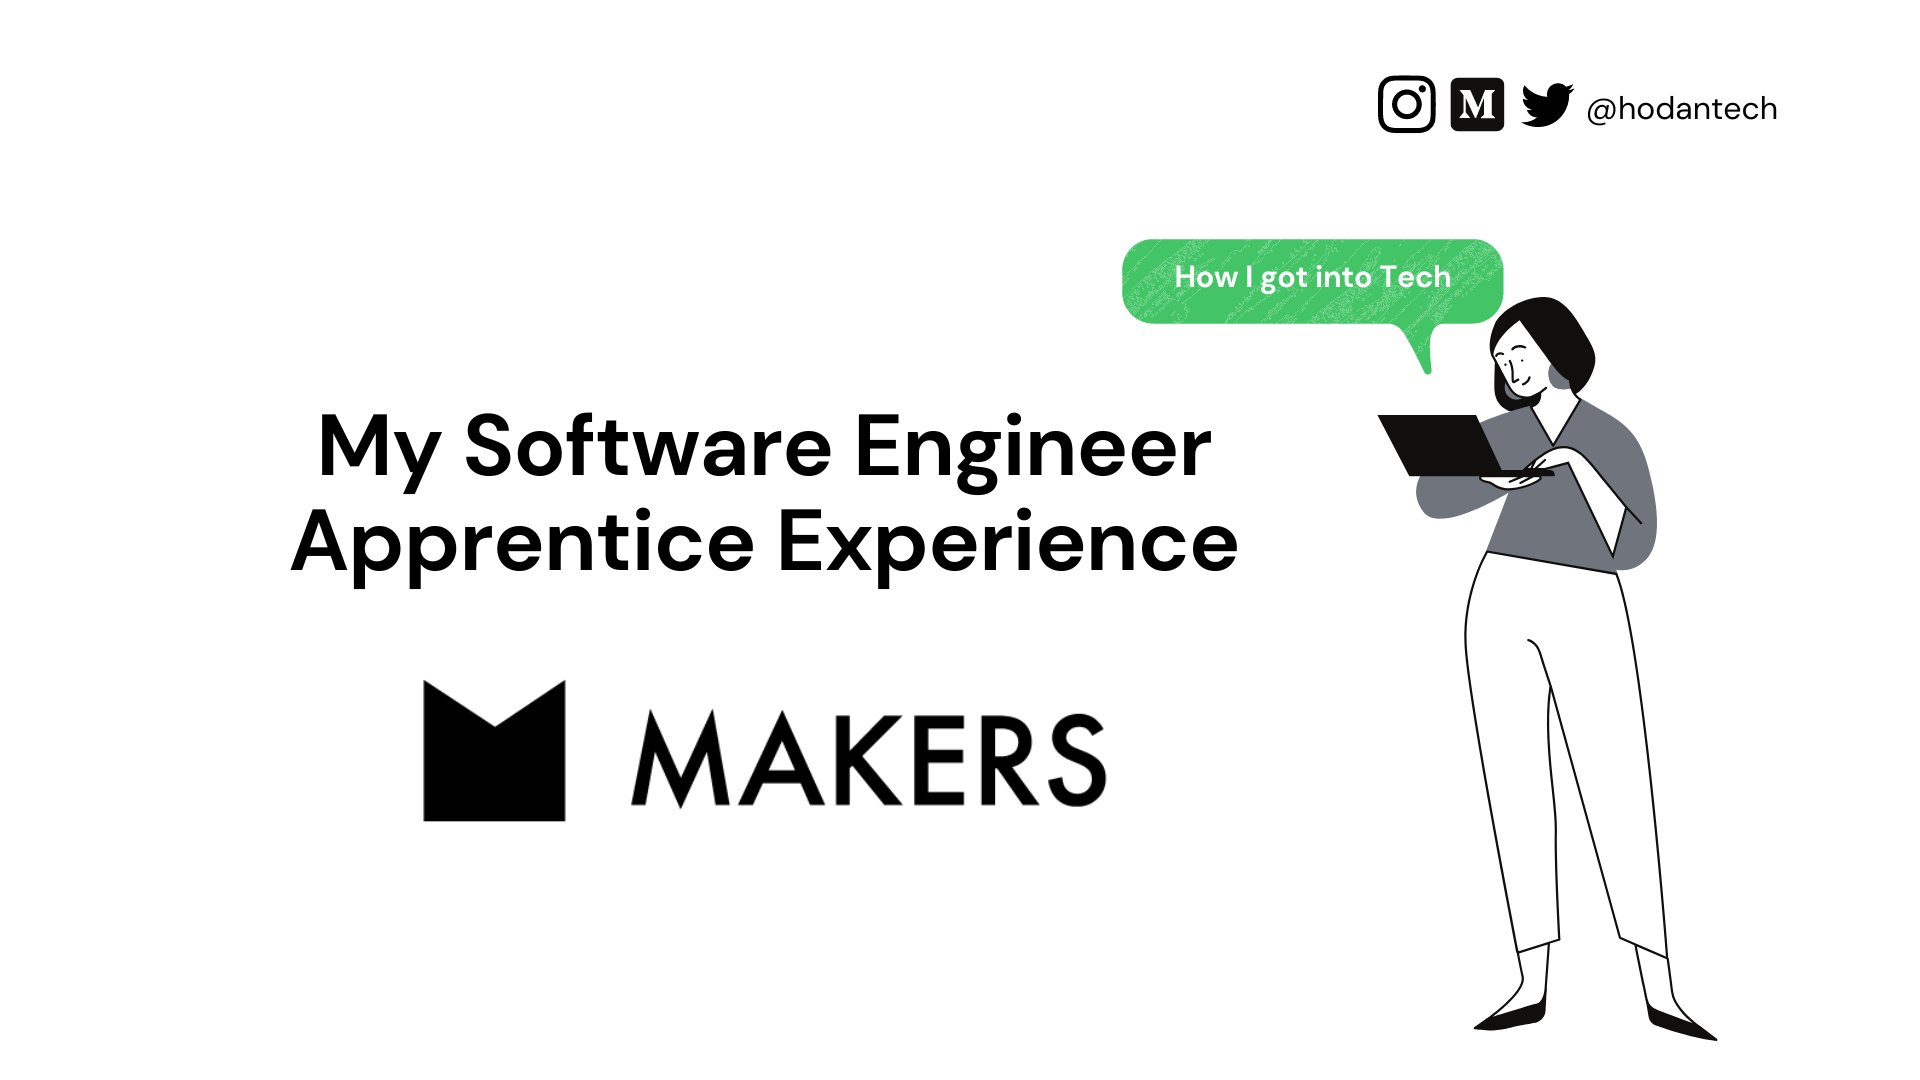 @hodantech
How I got into Tech
My Software Engineer
Apprentice Experience
MAKERS